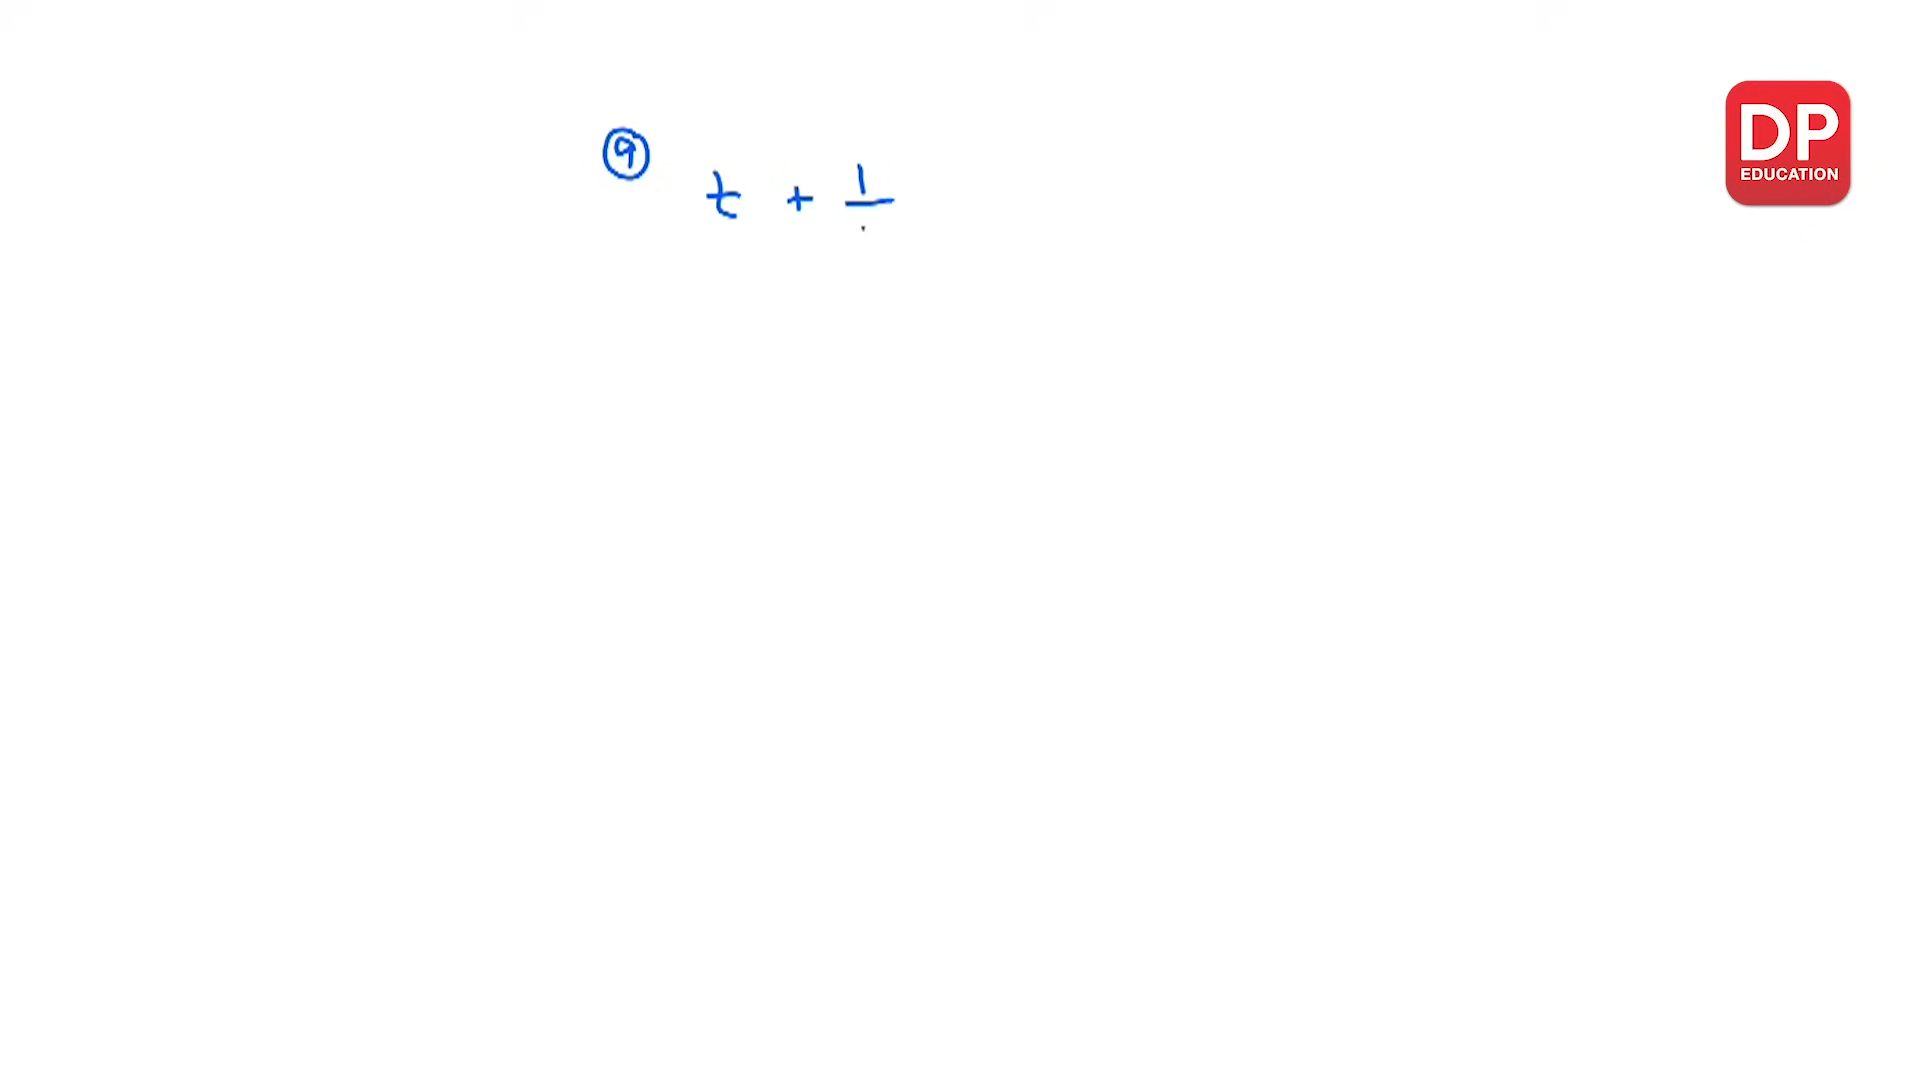 ⑨ t + 1/
DP
EDUCATION